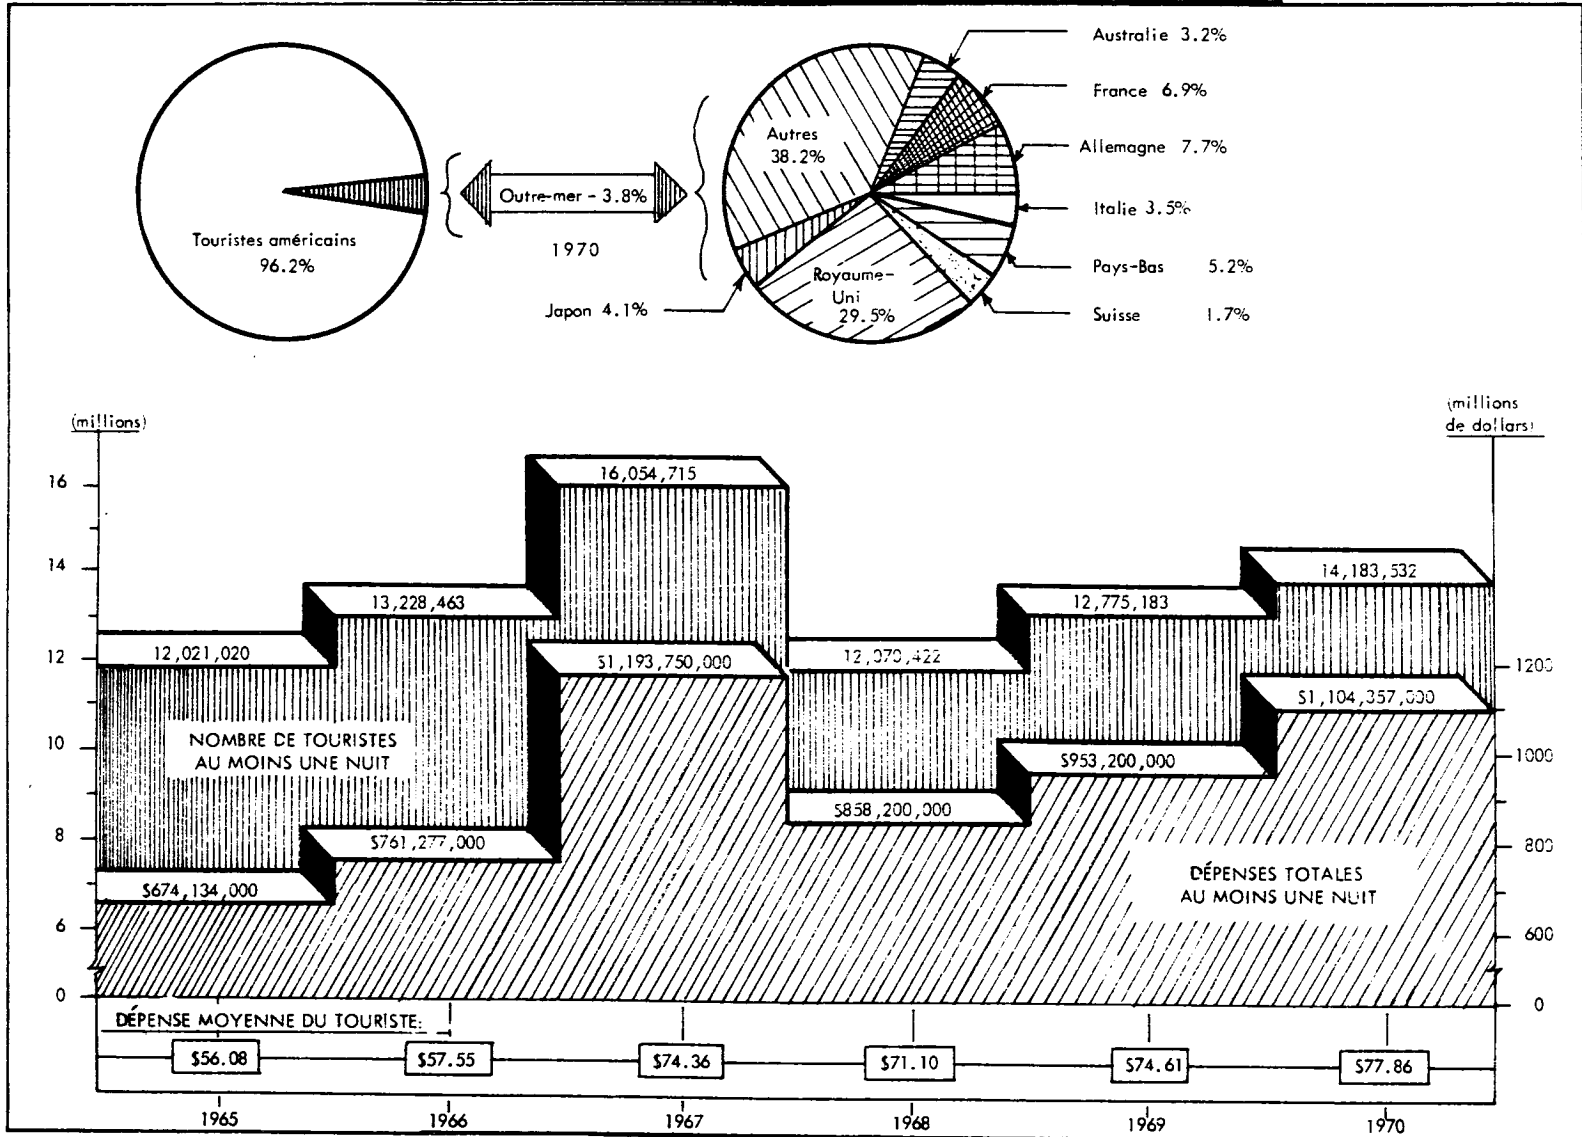 Australie 3.2%
France 6.9%
Allemagne 7.7%
Italie 3.5%
Pays-Bas 5.2%
Suisse 1.7%
Autres
38.2%
Royaume-
Uni
29.5%
Japon 4.1%
Outre-mer - 3.8%
1970
Touristes américains
96.2%
(millions)
16
14
12
10
8
6
0
(millions
de dollars)
1200
1000
800
600
0
12,021,020
13,228,463
16,054,715
12,070,422
12,775,183
14,183,532
$674,134,000
$761,277,000
$1,193,750,000
$858,200,000
$953,200,000
$1,104,357,000
NOMBRE DE TOURISTES
AU MOINS UNE NUIT
DÉPENSES TOTALES
AU MOINS UNE NUIT
DÉPENSE MOYENNE DU TOURISTE:
$56.08
$57.55
$74.36
$71.10
$74.61
$77.86
1965
1966
1967
1968
1969
1970